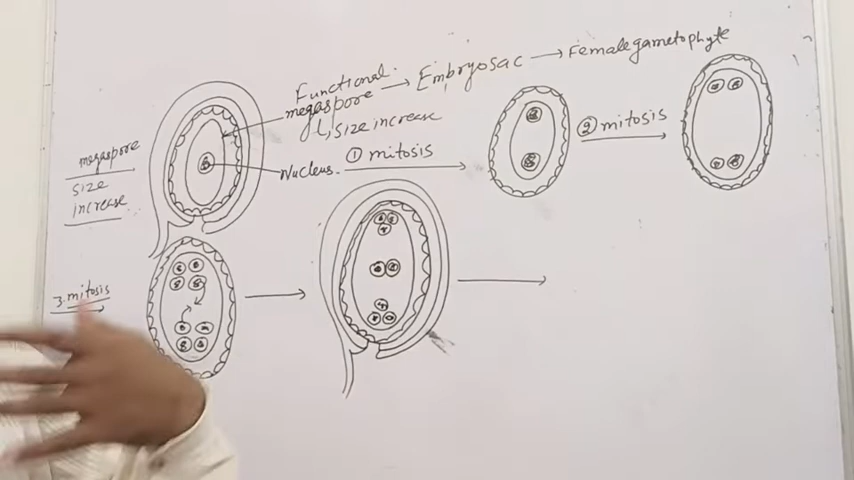 Functional
megaspore → Embryosac → Female gametophyte
↳ size increase
megaspore
size
increase
Nucleus.
① mitosis
② mitosis
3. mitosis